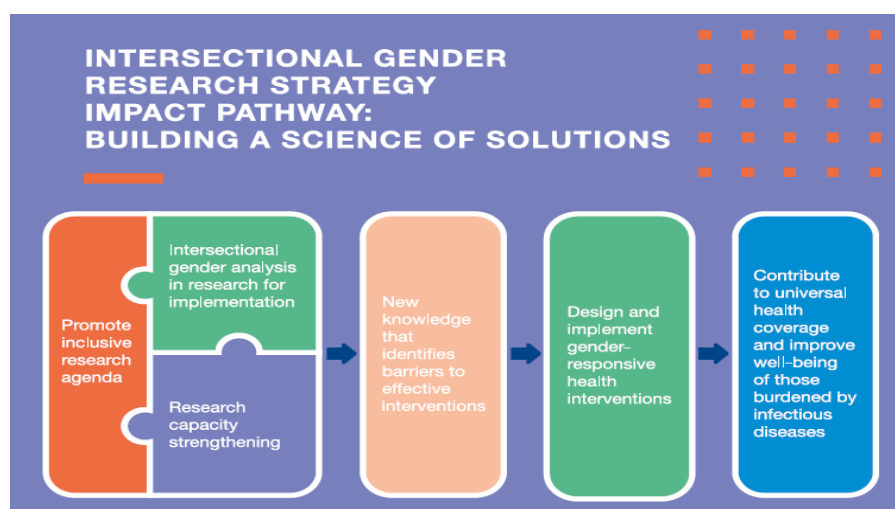 INTERSECTIONAL GENDER
RESEARCH STRATEGY
IMPACT PATHWAY:
BUILDING A SCIENCE OF SOLUTIONS
Promote
inclusive
research
agenda
Intersectional
gender analysis
in research for
implementation
Research
capacity
strengthening
New
knowledge
that
identifies
barriers to
effective
interventions
Design and
implement
gender–
responsive
health
interventions
Contribute
to universal
health
coverage
and improve
well–being
of those
burdened by
infectious
diseases